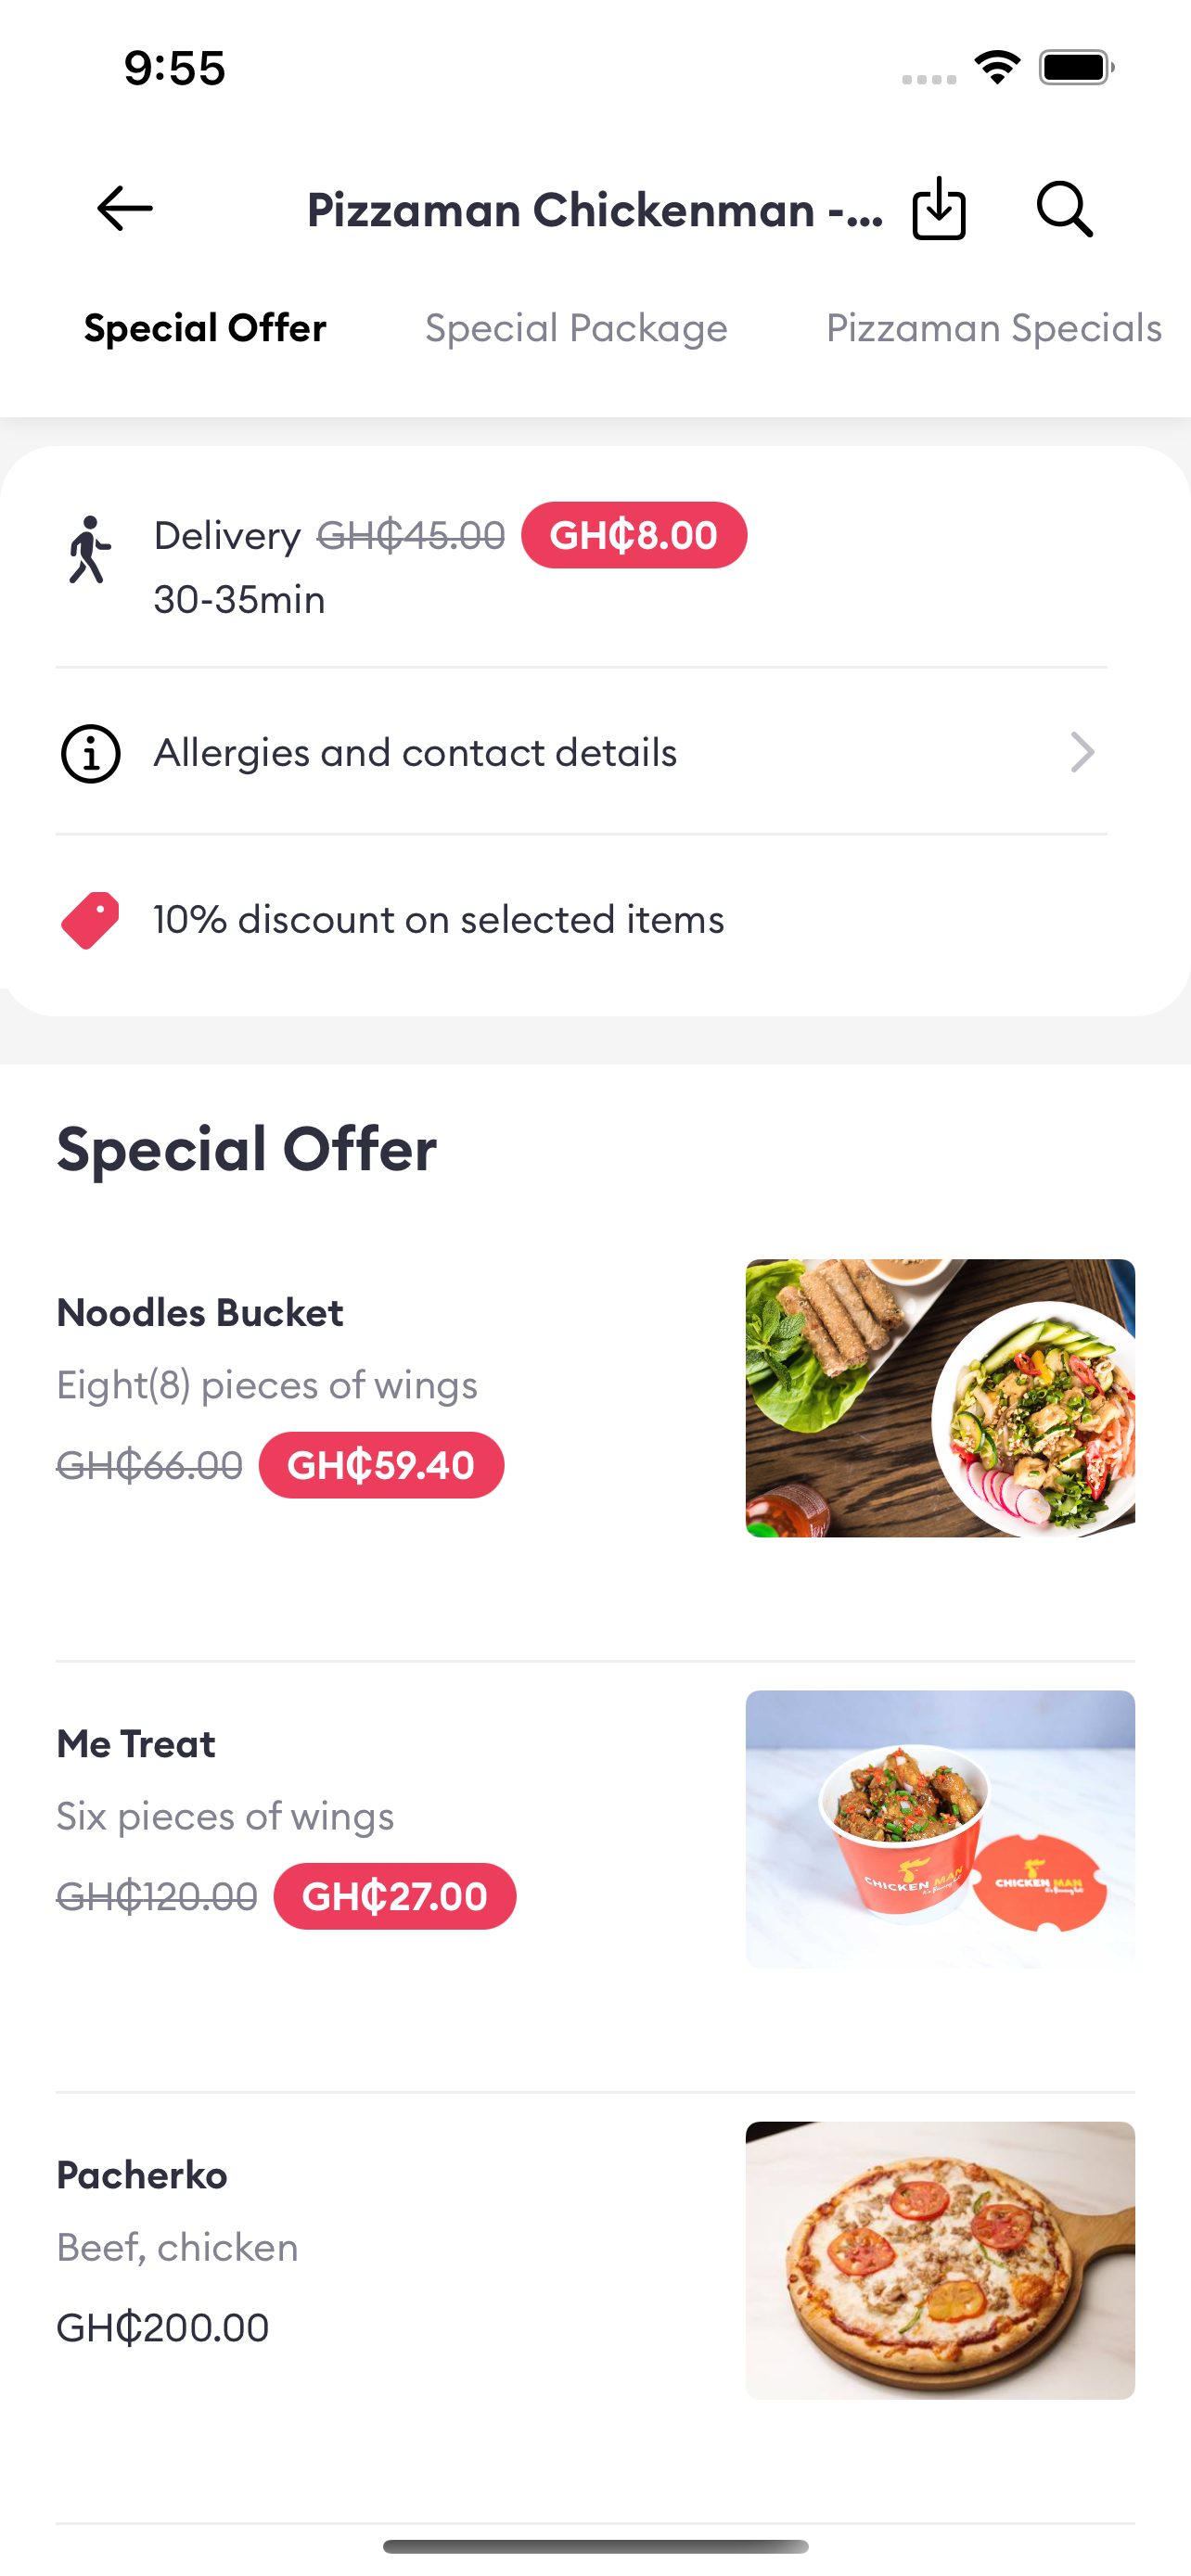 9:55
Pizzaman Chickenman -...
Special Offer Special Package Pizzaman Specials
Delivery GH₵45.00 GH₵8.00
30-35min
Allergies and contact details
10% discount on selected items
Special Offer
Noodles Bucket
Eight(8) pieces of wings
GH₵66.00 GH₵59.40
Me Treat
Six pieces of wings
GH₵120.00 GH₵27.00
CHICKEN MAN
CHICKEN MAN
Pacherko
Beef, chicken
GH₵200.00